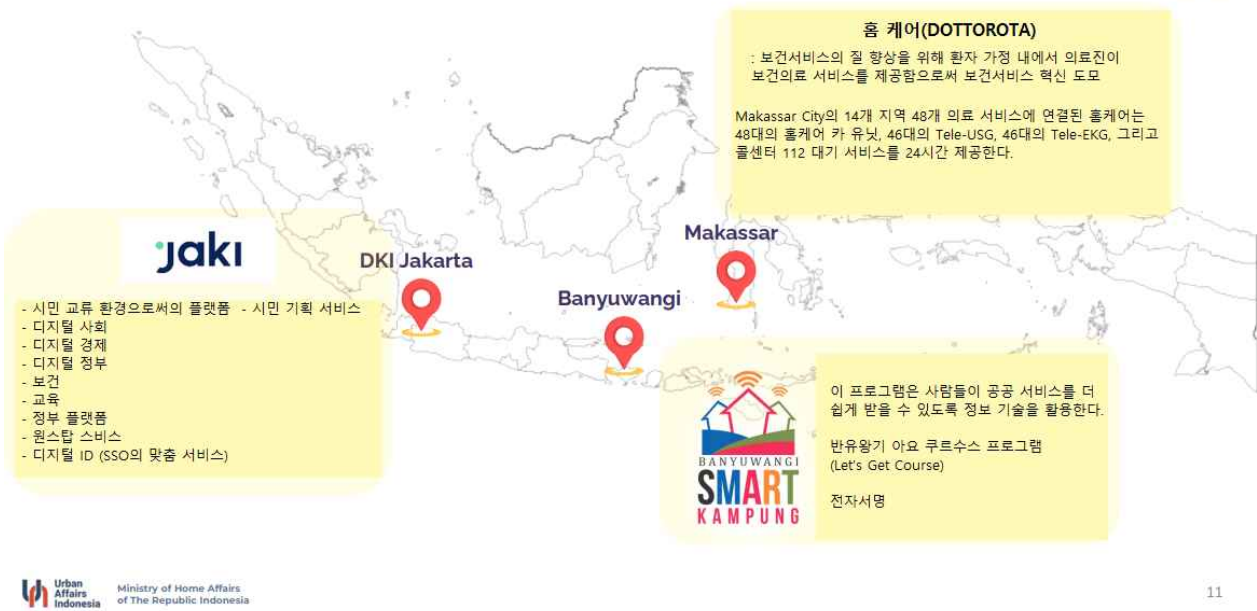 홈 케어(DOTTOROTA)
: 보건서비스의 질 향상을 위해 환자 가정 내에서 의료진이
보건의료 서비스를 제공함으로써 보건서비스 혁신 도모
Makassar City의 14개 지역 48개 의료 서비스에 연결된 홈케어는
48대의 홈케어 카 유닛, 46대의 Tele-USG, 46대의 Tele-EKG, 그리고
콜센터 112 대기 서비스를 24시간 제공한다.
jaki
DKI Jakarta
Banyuwangi
Makassar
- 시민 교류 환경으로써의 플랫폼 - 시민 기획 서비스
- 디지털 사회
- 디지털 경제
- 디지털 정부
- 보건
- 교육
- 정부 플랫폼
- 원스탑 스비스
- 디지털 ID (SSO의 맞춤 서비스)
BANYUWANGI
SMART
KAMPUNG
이 프로그램은 사람들이 공공 서비스를 더
쉽게 받을 수 있도록 정보 기술을 활용한다.
반유왕기 아요 쿠르수스 프로그램
(Let's Get Course)
전자서명
Urban
Affairs
Indonesia
Ministry of Home Affairs
of The Republic Indonesia
11